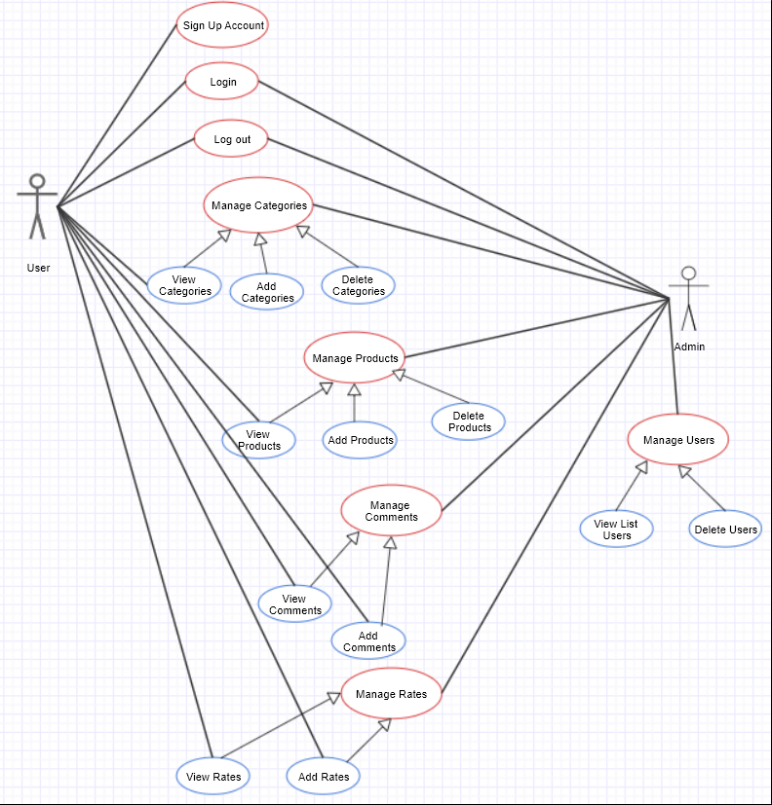 Sign Up Account
Login
Log out
Manage Categories
User
View
Categories
Add
Categories
Delete
Categories
Admin
Manage Products
View
Products
Add Products
Delete
Products
Manage Users
Manage
Comments
View List
Users
Delete Users
View
Comments
Add
Comments
Manage Rates
View Rates
Add Rates